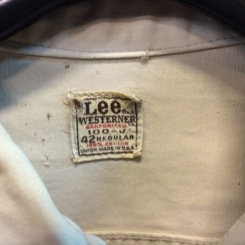 Lee
WESTERNER
SANFORIZED
100-J
42 REGULAR
100% COTTON
UNION MADE IN U.S.A.